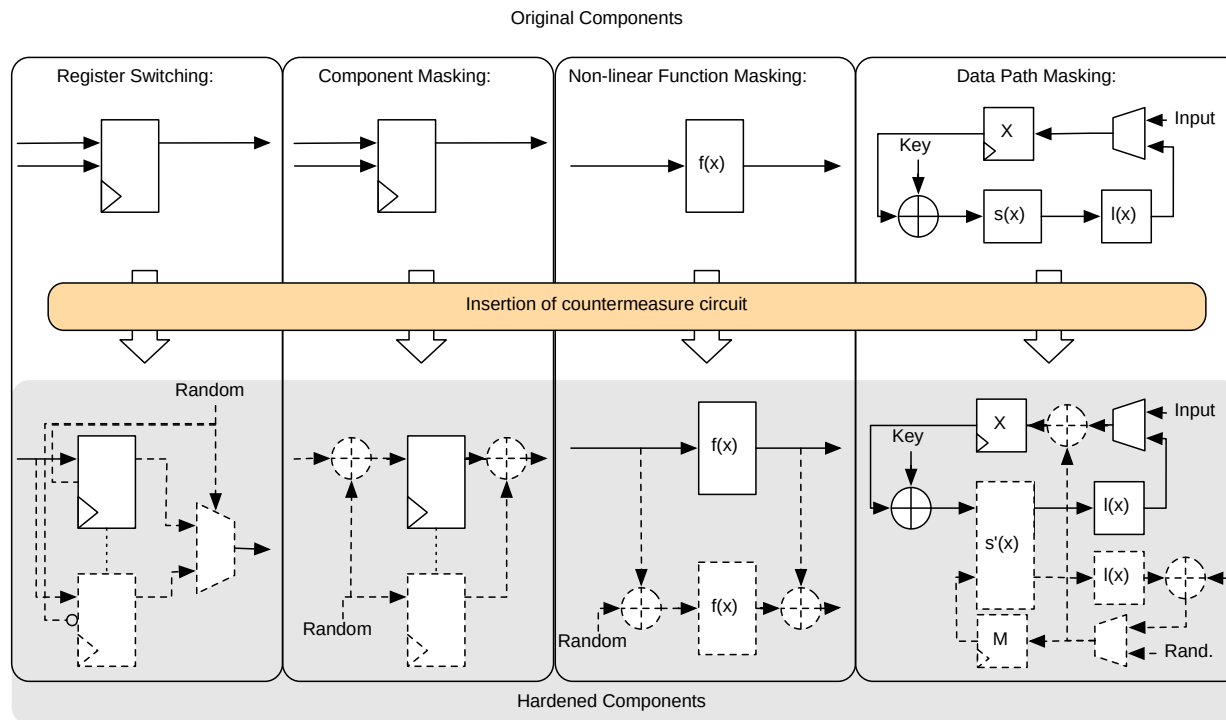 Original Components
Register Switching:
Component Masking:
Non-linear Function Masking:
Data Path Masking:
f(x)
X
Input
Key
s(x)
l(x)
Insertion of countermeasure circuit
Random
Random
f(x)
f(x)
Random
X
Input
Key
s'(x)
l(x)
l(x)
M
Rand.
Hardened Components